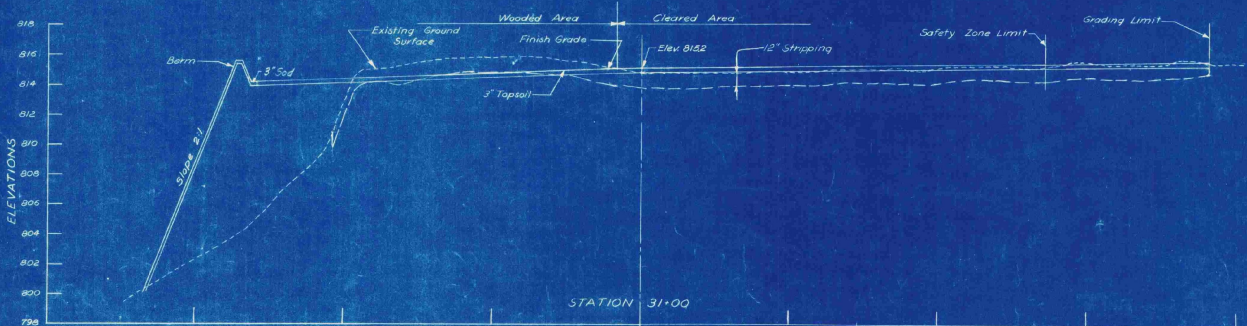 818
816
814
812
810
808
806
804
802
800
798
ELEVATIONS
Wooded Area
Cleared Area
Existing Ground
Surface
Finish Grade
Elev. 815.2
12" Stripping
Safety Zone Limit
Grading Limit
Berm
3" Sod
3" Topsoil
Slope 2:1
STATION 31+00